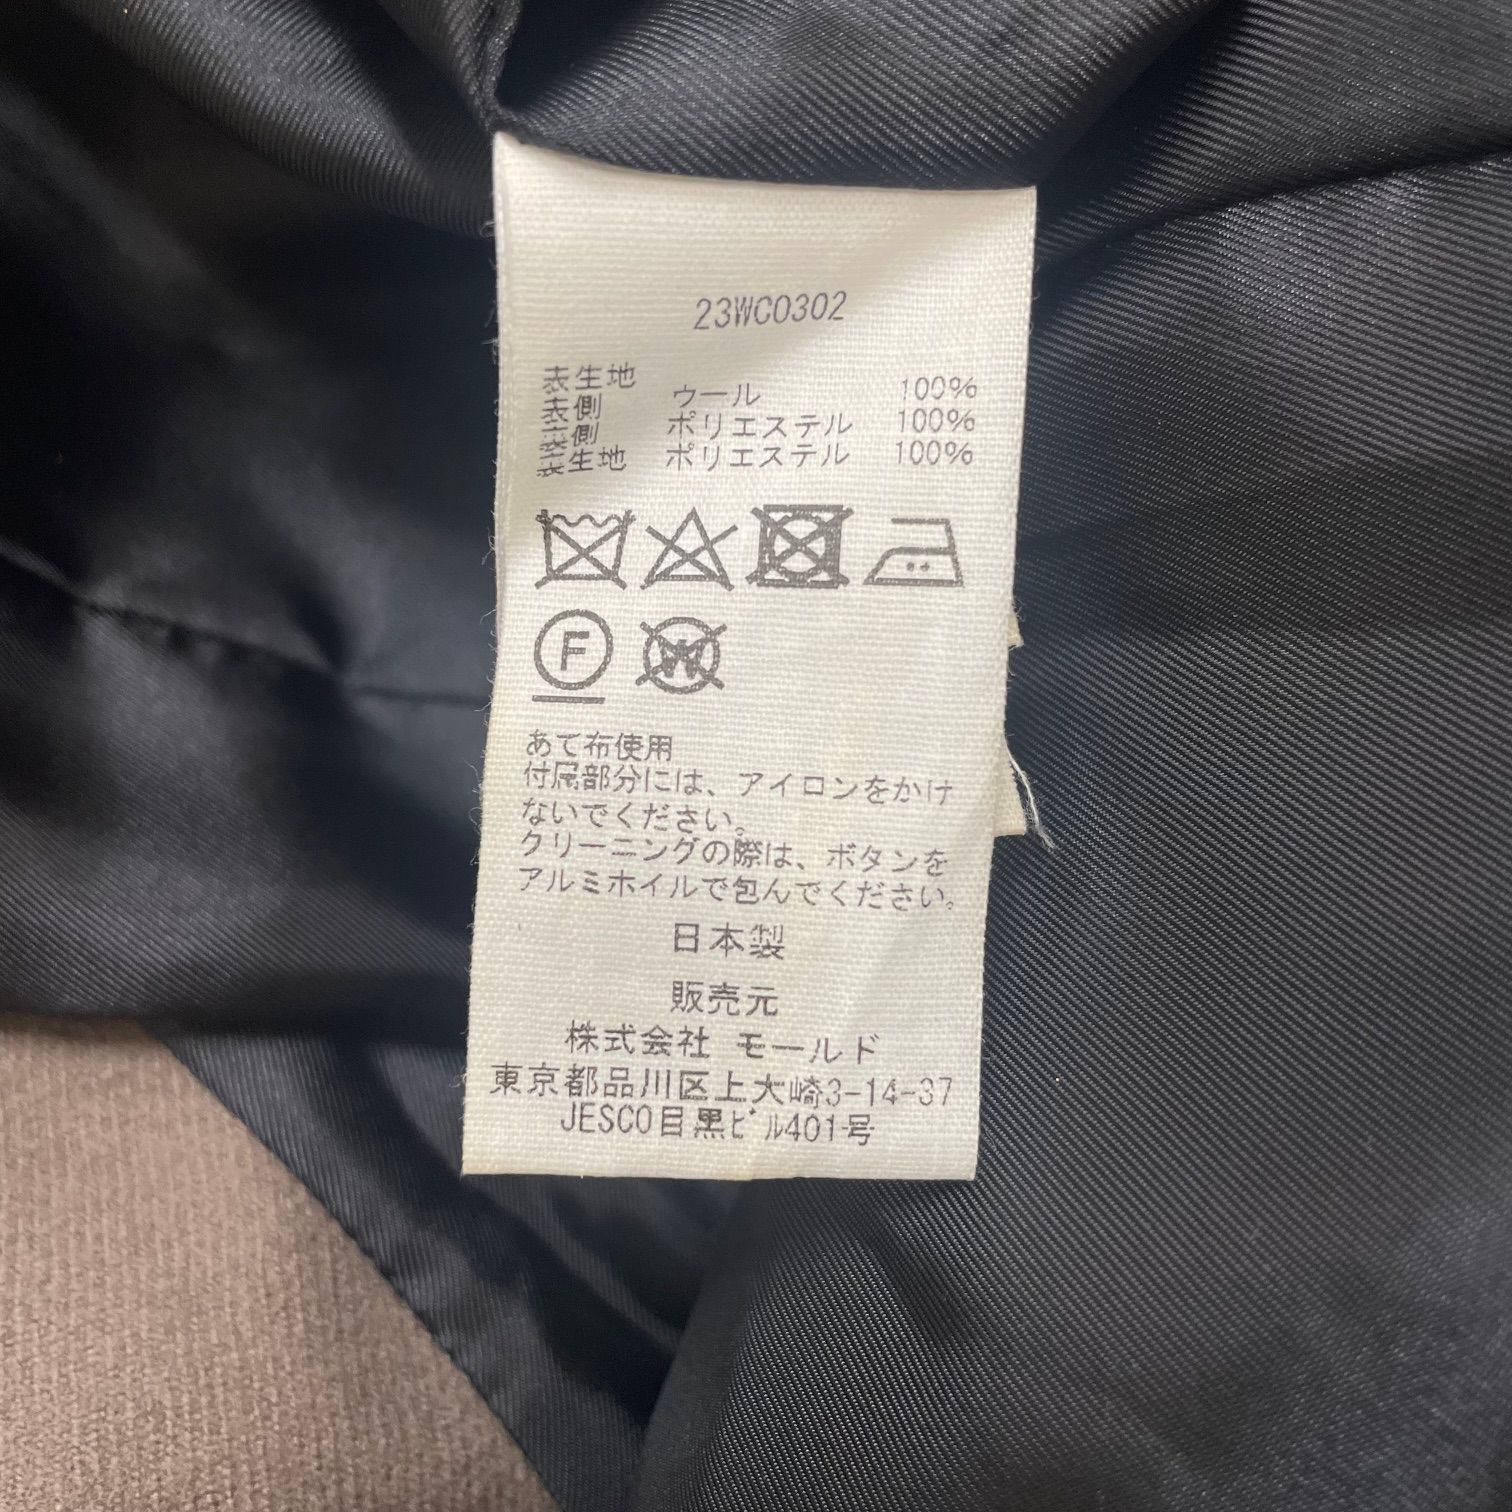 23WC0302
表生地
表側 ウール 100%
裏側 ポリエステル 100%
裏生地 ポリエステル 100%
F
W
あて布使用
付属部分には、アイロンをかけ
ないでください。
クリーニングの際は、ボタンを
アルミホイルで包んでください。
日本製
販売元
株式会社 モールド
東京都品川区上大崎3-14-37
JESCO目黒ビル401号